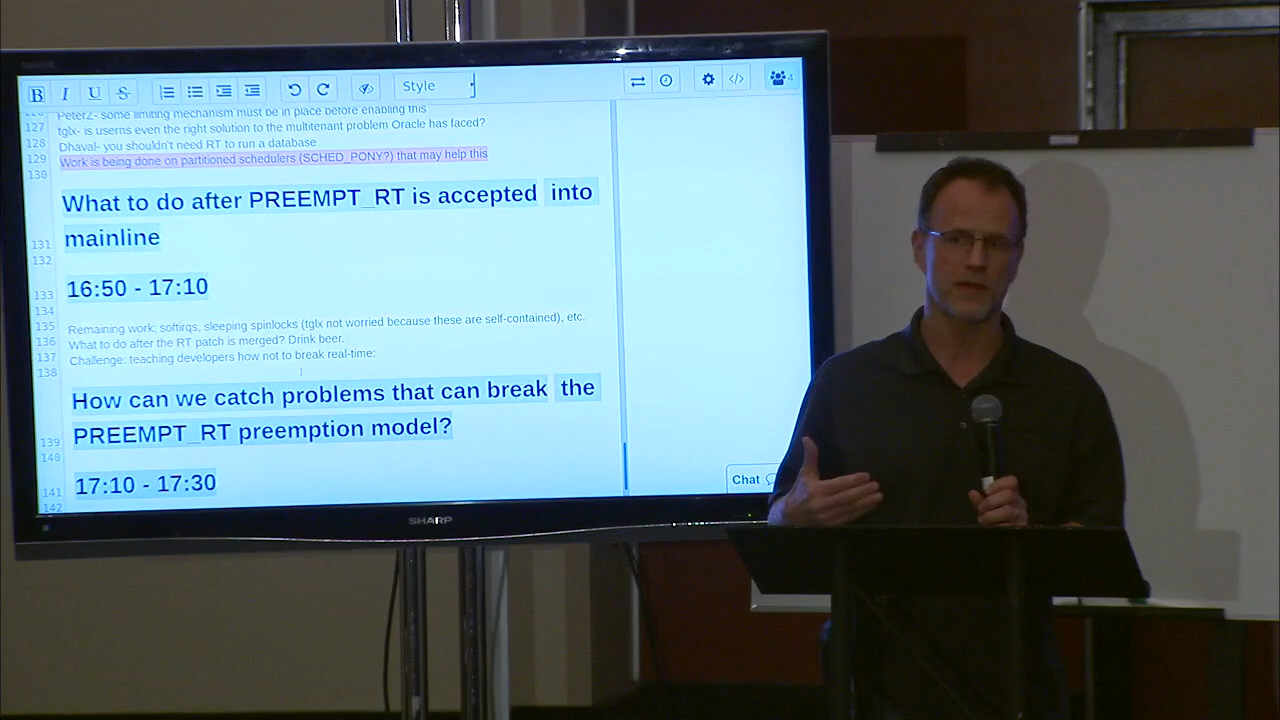 B I U S Style 4
PeterZ- some limiting mechanism must be in place before enabling this
127 tglx- is userns even the right solution to the multitenant problem Oracle has faced?
128 Dhaval- you shouldn't need RT to run a database
129 Work is being done on partitioned schedulers (SCHED_PONY?) that may help this
130
What to do after PREEMPT_RT is accepted into
131 mainline
132
133 16:50 - 17:10
134
135 Remaining work; softirqs, sleeping spinlocks (tglx not worried because these are self-contained), etc.
136 What to do after the RT patch is merged? Drink beer.
137 Challenge: teaching developers how not to break real-time:
138
How can we catch problems that can break the
139 PREEMPT_RT preemption model?
140
141 17:10 - 17:30
142
Chat
SHARP